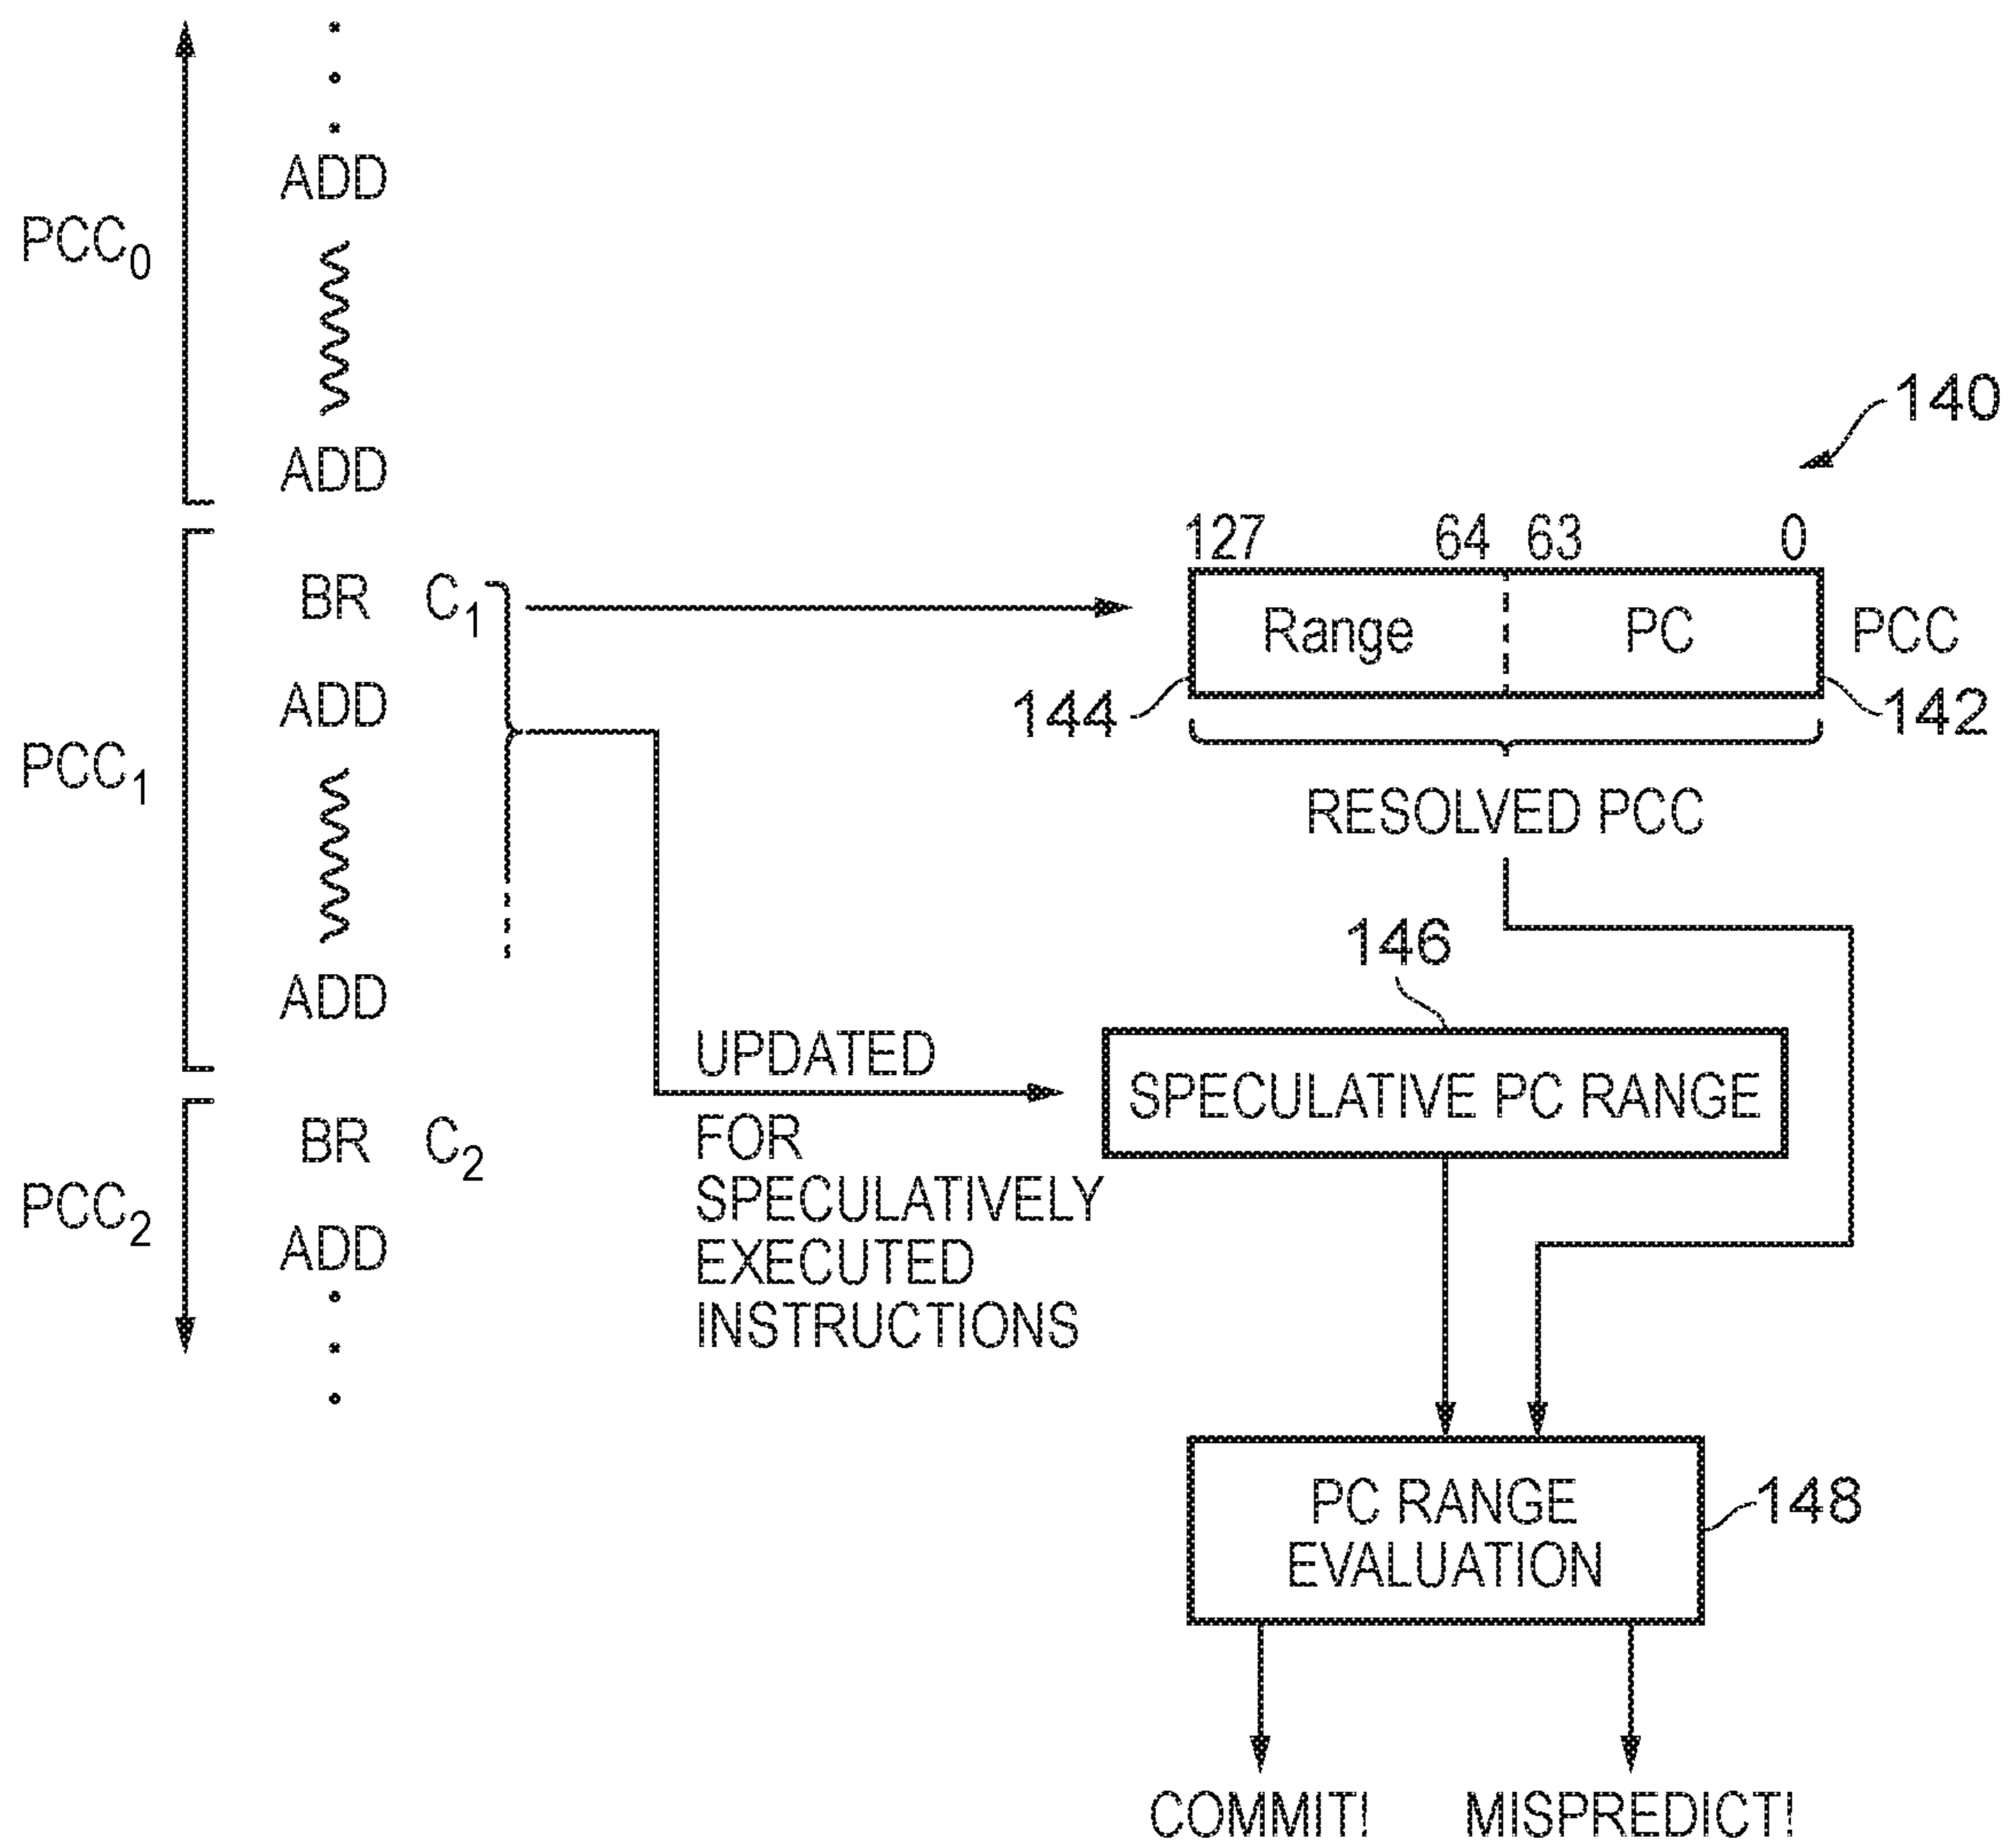 ADD
PCC0
ADD
140
127 64 63 0
BR C1
Range PC PCC
ADD
144 142
PCC1
RESOLVED PCC
146
ADD
UPDATED
SPECULATIVE PC RANGE
BR C2
FOR
PCC2
SPECULATIVELY
ADD
EXECUTED
INSTRUCTIONS
PC RANGE
148
EVALUATION
COMMIT! MISPREDICT!